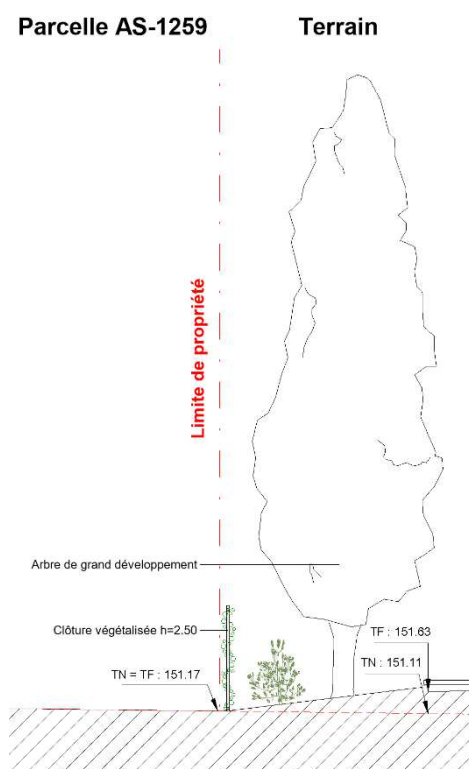 Parcelle AS-1259
Terrain
Limite de propriété
Arbre de grand développement
Clôture végétalisée h=2.50
TF : 151.63
TN = TF : 151.17
TN : 151.11